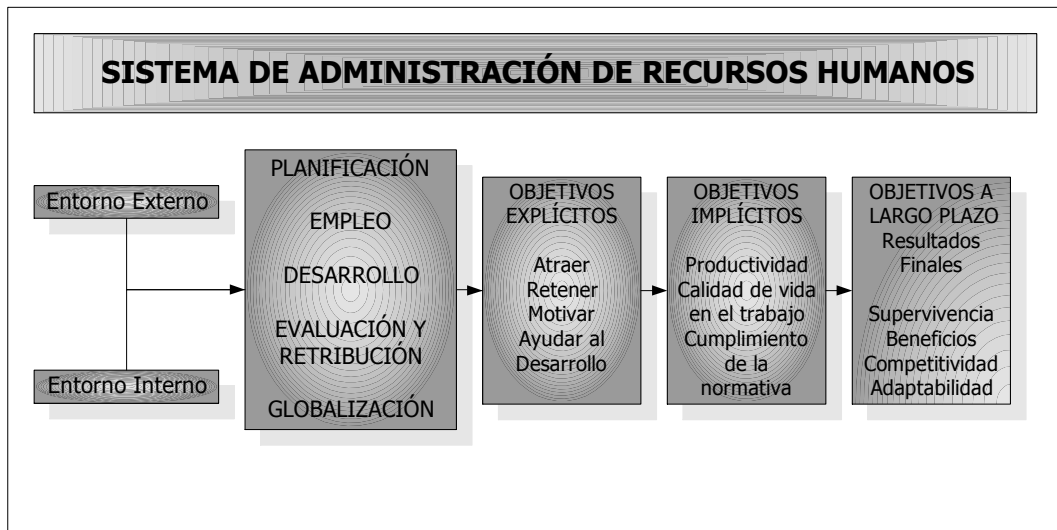 SISTEMA DE ADMINISTRACIÓN DE RECURSOS HUMANOS
Entorno Externo
Entorno Interno
PLANIFICACIÓN
EMPLEO
DESARROLLO
EVALUACIÓN Y
RETRIBUCIÓN
GLOBALIZACIÓN
OBJETIVOS
EXPLÍCITOS
Atraer
Retener
Motivar
Ayudar al
Desarrollo
OBJETIVOS
IMPLÍCITOS
Productividad
Calidad de vida
en el trabajo
Cumplimiento
de la
normativa
OBJETIVOS A
LARGO PLAZO
Resultados
Finales
Supervivencia
Beneficios
Competitividad
Adaptabilidad